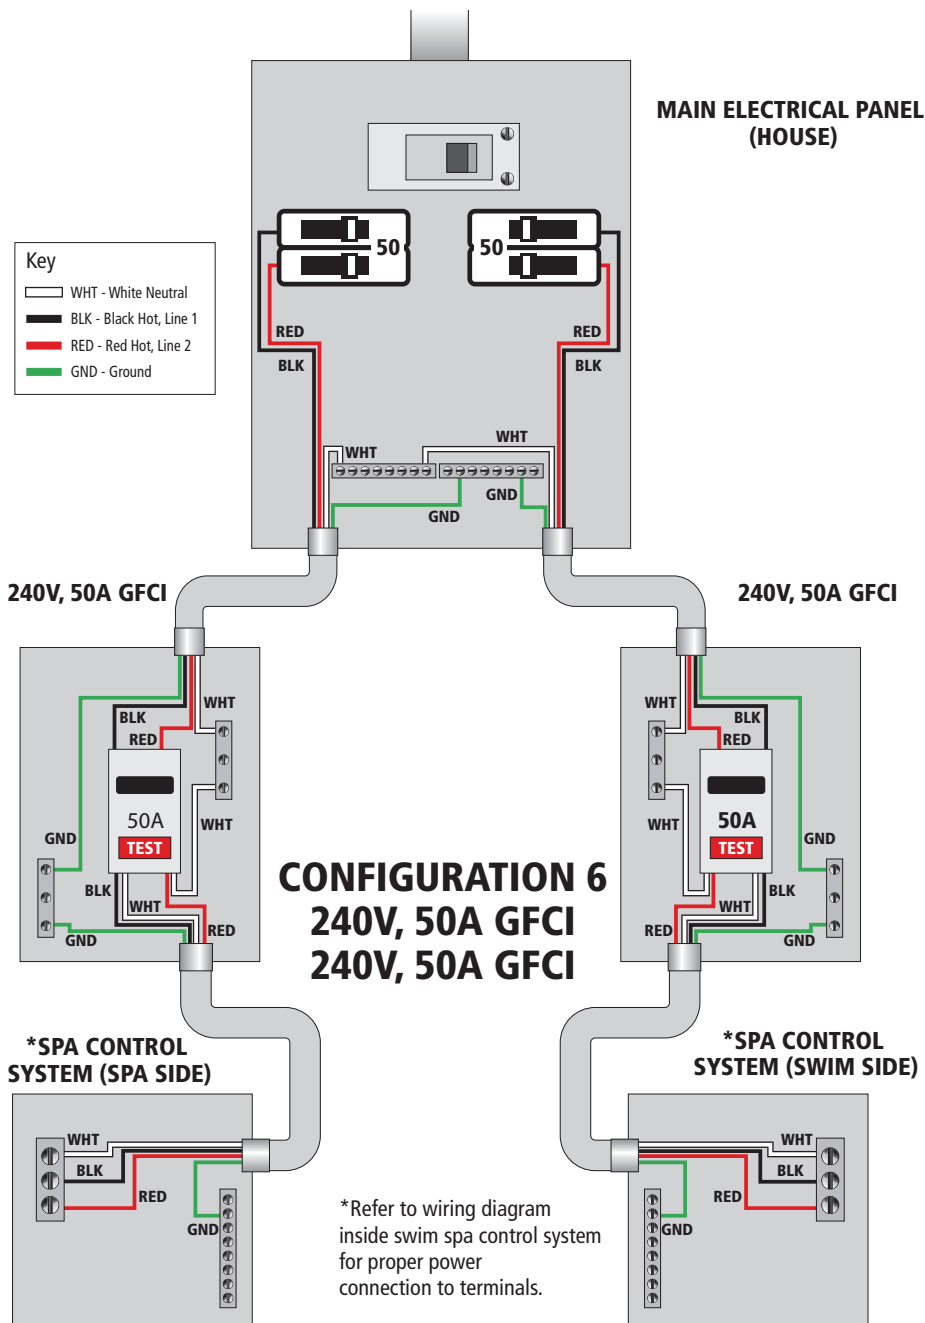 MAIN ELECTRICAL PANEL
(HOUSE)
50
50
Key
WHT - White Neutral
BLK - Black Hot, Line 1
RED - Red Hot, Line 2
GND - Ground
RED
BLK
RED
BLK
WHT
WHT
GND
GND
240V, 50A GFCI
240V, 50A GFCI
WHT
BLK
RED
50A
TEST
WHT
GND
BLK
WHT
RED
GND
WHT
BLK
RED
50A
TEST
WHT
GND
BLK
WHT
RED
GND
CONFIGURATION 6
240V, 50A GFCI
240V, 50A GFCI
*SPA CONTROL
SYSTEM (SPA SIDE)
WHT
BLK
RED
GND
*SPA CONTROL
SYSTEM (SWIM SIDE)
WHT
BLK
RED
GND
*Refer to wiring diagram
inside swim spa control system
for proper power
connection to terminals.